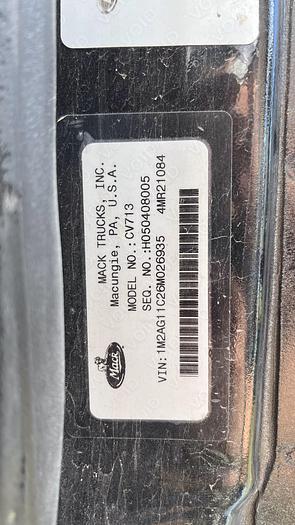 MACK TRUCKS, INC.
Macungie, PA, U.S.A.
MODEL NO.:CV713
SEQ. NO.:H050408005
4MR21084
VIN:1M2AG11C26M026935
Mack